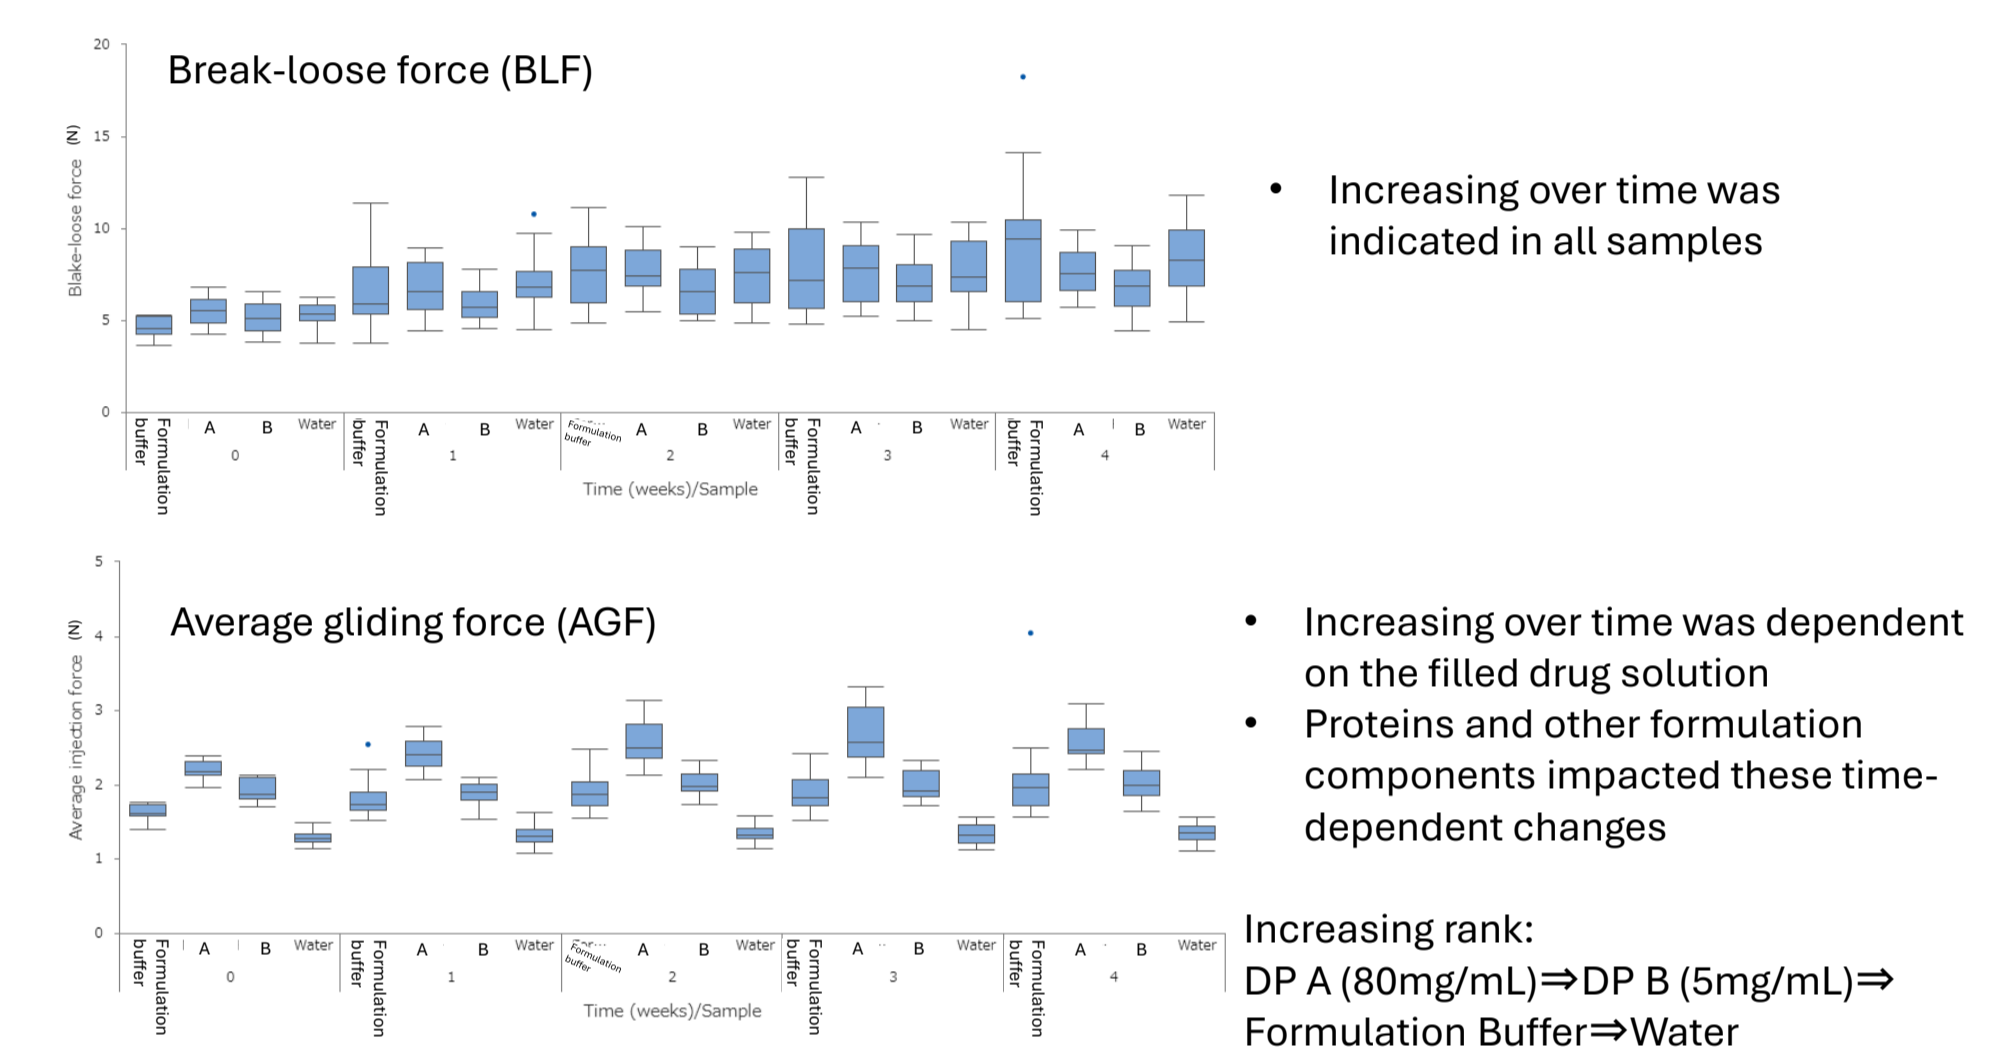 Break-loose force (BLF)
Blake-loose force (N)
20
15
10
5
0
Formulation buffer
A
B
Water
Formulation buffer
A
B
Water
Formulation buffer
A
B
Water
Formulation buffer
A
B
Water
Formulation buffer
A
B
Water
0
1
2
3
4
Time (weeks)/Sample
• Increasing over time was
indicated in all samples
Average gliding force (AGF)
Average injection force (N)
5
4
3
2
1
0
Formulation buffer
A
B
Water
Formulation buffer
A
B
Water
Formulation buffer
A
B
Water
Formulation buffer
A
B
Water
Formulation buffer
A
B
Water
0
1
2
3
4
Time (weeks)/Sample
• Increasing over time was dependent
on the filled drug solution
• Proteins and other formulation
components impacted these time-
dependent changes
Increasing rank:
DP A (80mg/mL)⇒DP B (5mg/mL)⇒
Formulation Buffer⇒Water